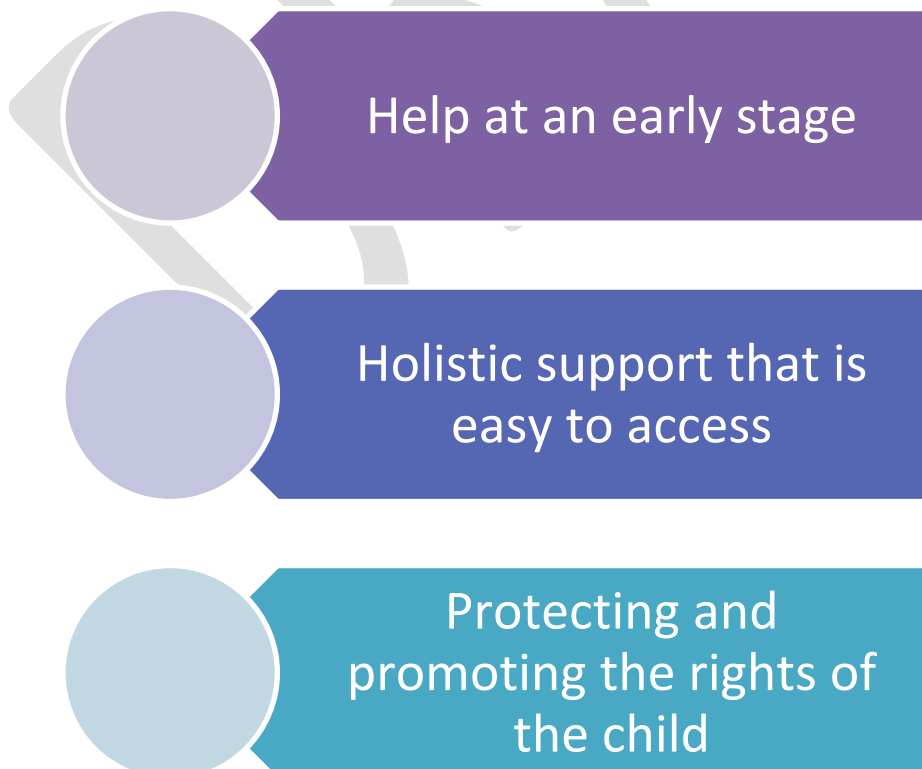 Help at an early stage
Holistic support that is
easy to access
Protecting and
promoting the rights of
the child